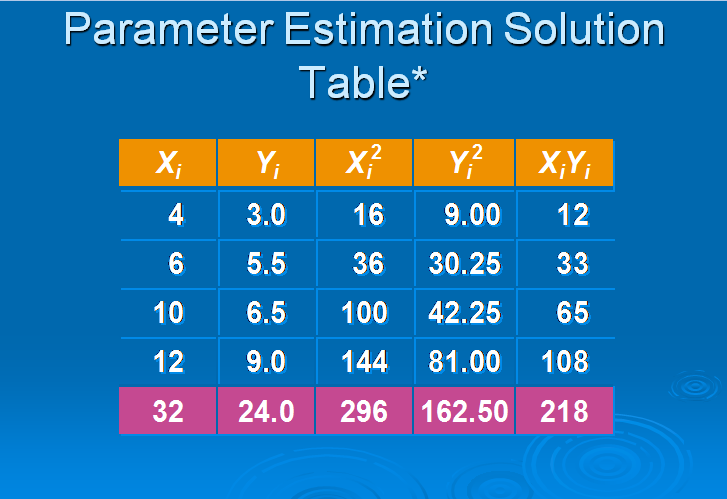 Parameter Estimation Solution
Table*
Xi Yi Xi² Yi² XiYi
4 3.0 16 9.00 12
6 5.5 36 30.25 33
10 6.5 100 42.25 65
12 9.0 144 81.00 108
32 24.0 296 162.50 218